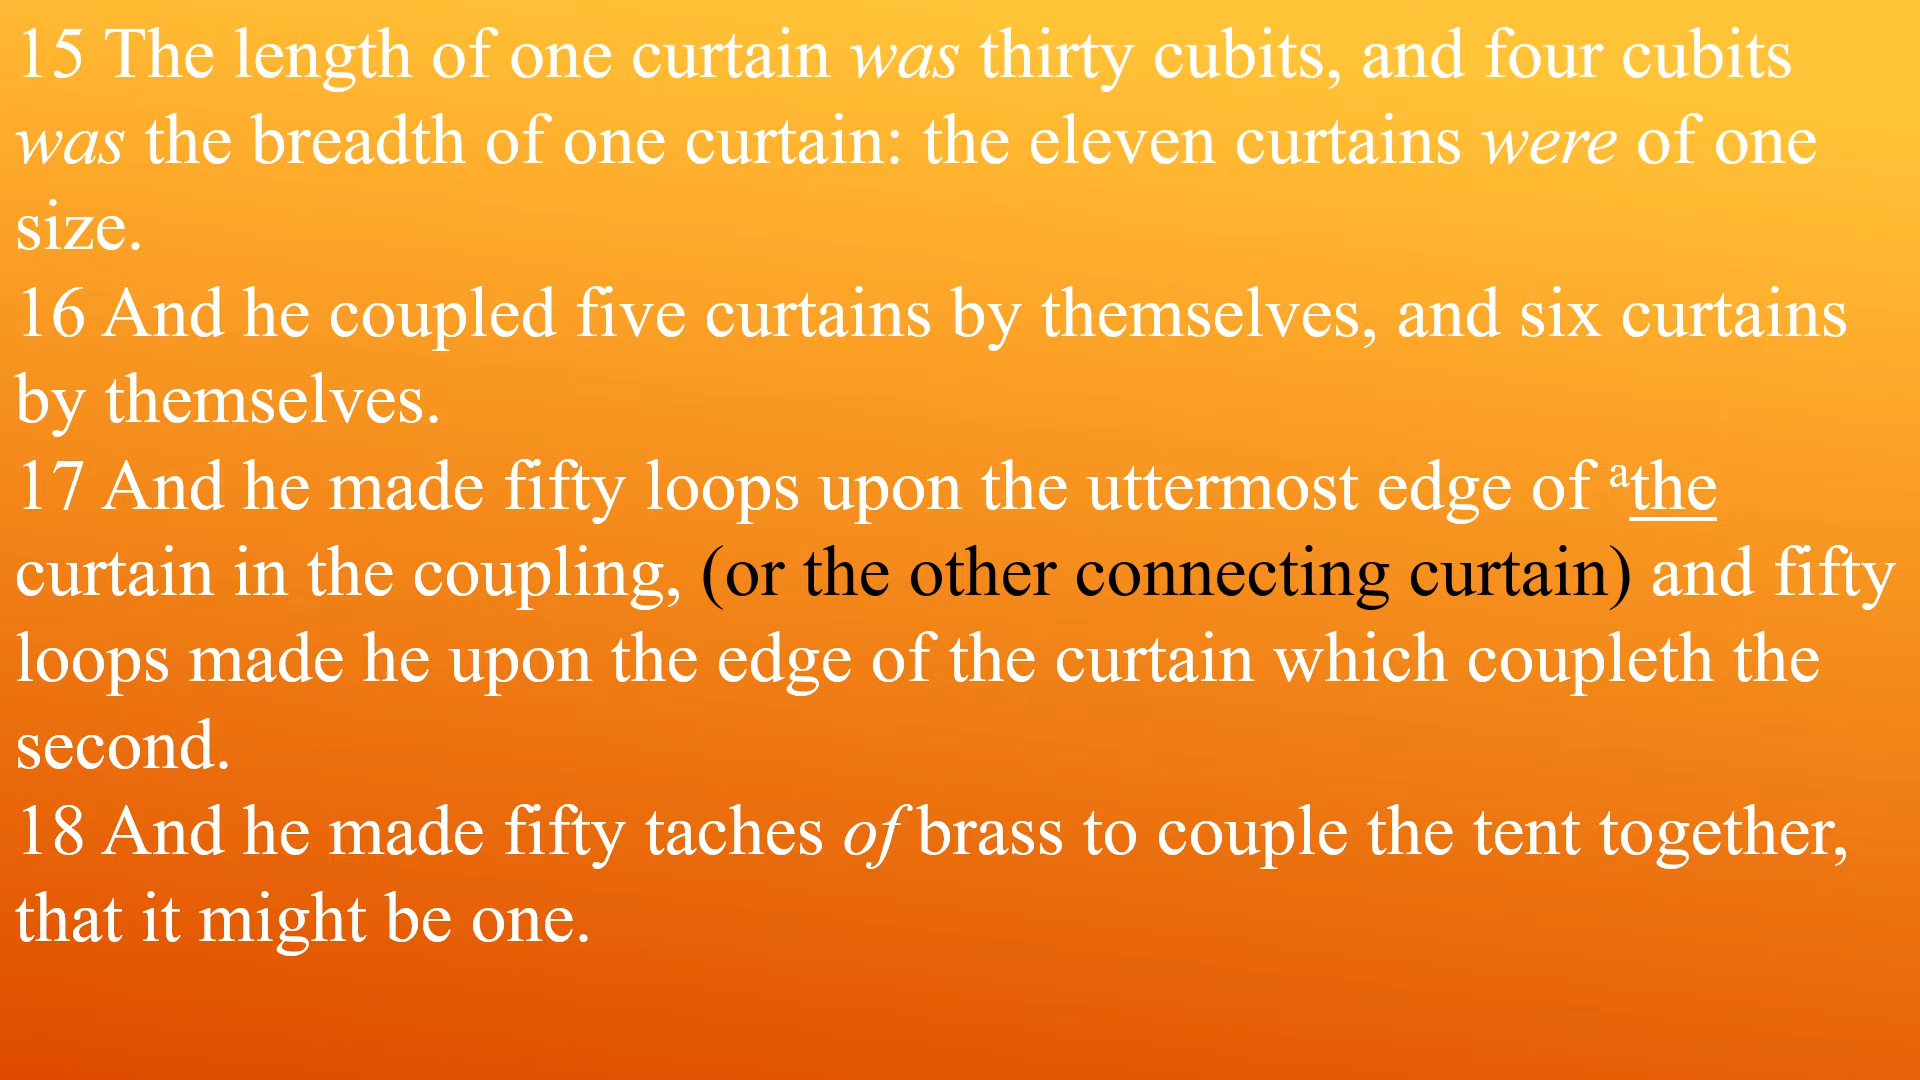 15 The length of one curtain was thirty cubits, and four cubits
was the breadth of one curtain: the eleven curtains were of one
size.
16 And he coupled five curtains by themselves, and six curtains
by themselves.
17 And he made fifty loops upon the uttermost edge of ᵃthe
curtain in the coupling, (or the other connecting curtain) and fifty
loops made he upon the edge of the curtain which coupleth the
second.
18 And he made fifty taches of brass to couple the tent together,
that it might be one.